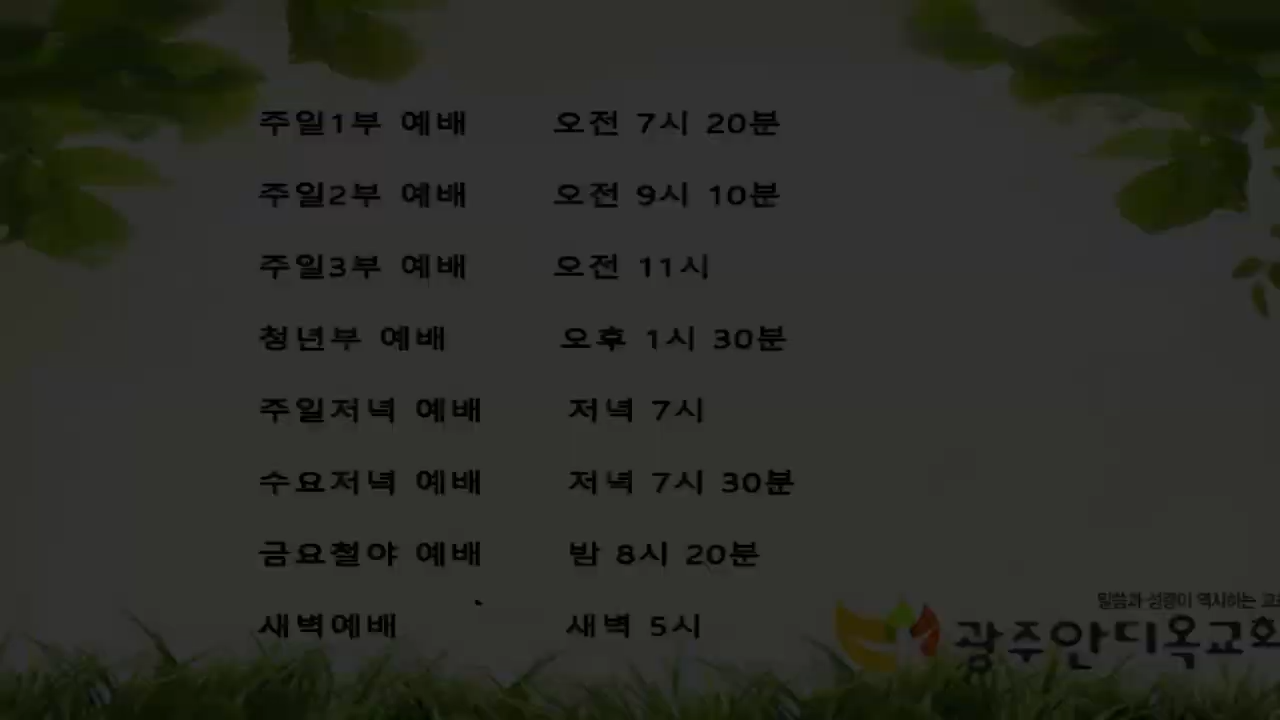 주일1부 예배 오전 7시 20분
주일2부 예배 오전 9시 10분
주일3부 예배 오전 11시
청년부 예배 오후 1시 30분
주일저녁 예배 저녁 7시
수요저녁 예배 저녁 7시 30분
금요철야 예배 밤 8시 20분
새벽예배 새벽 5시
말씀과 성령이 역사하는 교회
광주안디옥교회